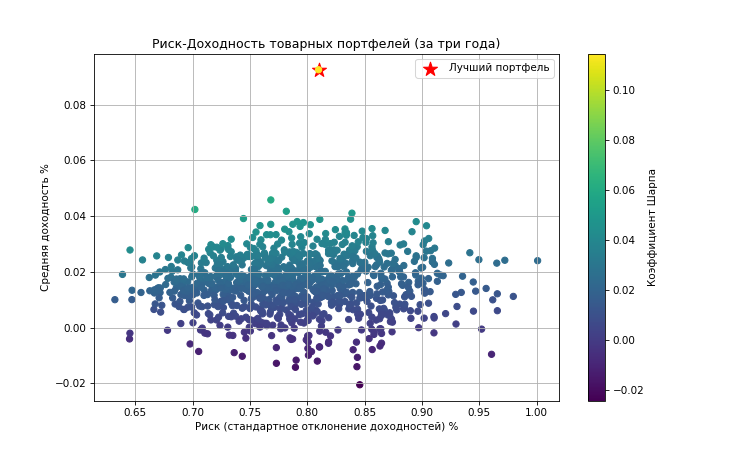 Риск-Доходность товарных портфелей (за три года)
Лучший портфель
Средняя доходность %
0.08
0.06
0.04
0.02
0.00
−0.02
0.65 0.70 0.75 0.80 0.85 0.90 0.95 1.00
Риск (стандартное отклонение доходностей) %
0.10
0.08
0.06
0.04
0.02
0.00
−0.02
Коэффициент Шарпа